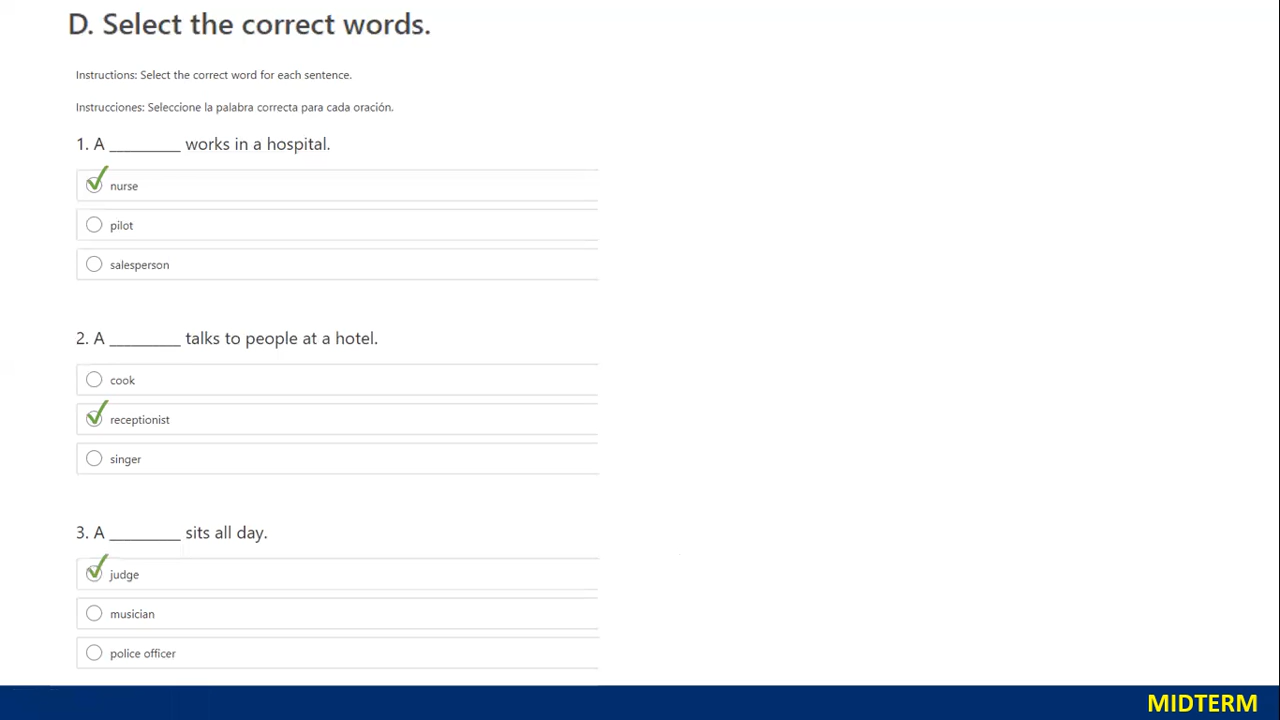 D. Select the correct words.
Instructions: Select the correct word for each sentence.
Instrucciones: Seleccione la palabra correcta para cada oración.
1. A _________ works in a hospital.
nurse
pilot
salesperson
2. A _________ talks to people at a hotel.
cook
receptionist
singer
3. A _________ sits all day.
judge
musician
police officer
MIDTERM